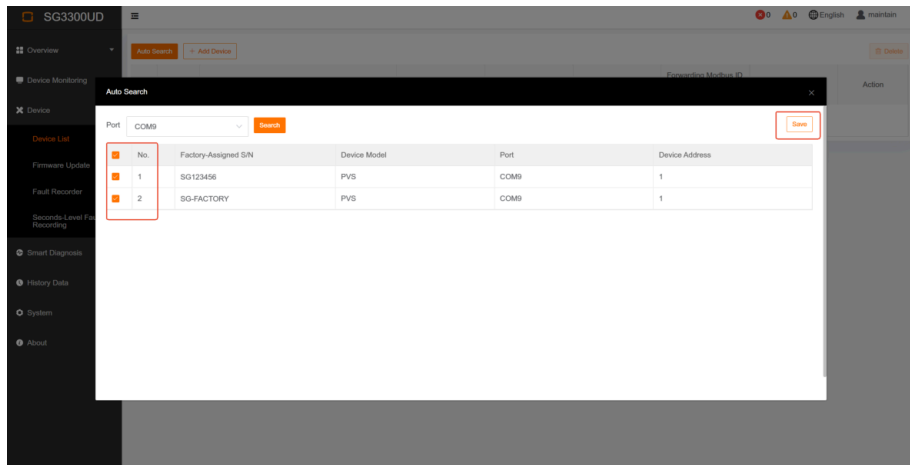 SG3300UD
0
0
English
maintain
Overview
Auto Search
+ Add Device
Delete
Device Monitoring
Forwarding Modbus ID
Action
Auto Search
Device
Port
COM9
Search
Save
Device List
No.
Factory-Assigned S/N
Device Model
Port
Device Address
Firmware Update
1
SG123456
PVS
COM9
1
Fault Recorder
2
SG-FACTORY
PVS
COM9
1
Seconds-Level Fau
Recording
Smart Diagnosis
History Data
System
About